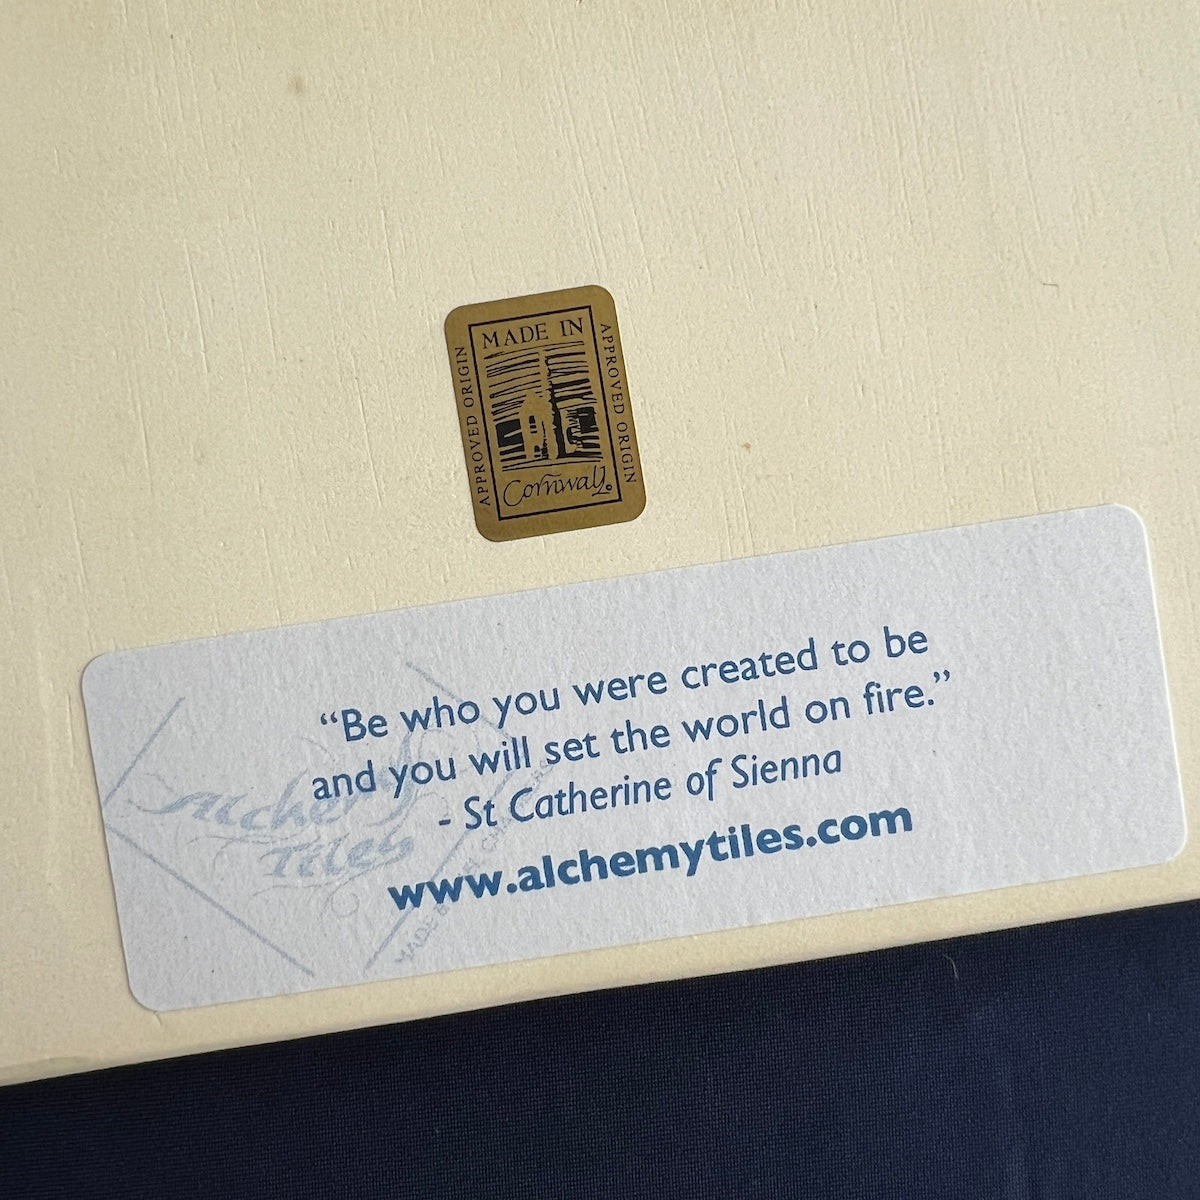 MADE IN
APPROVED ORIGIN
APPROVED ORIGIN
Cornwall
“Be who you were created to be
and you will set the world on fire.”
- St Catherine of Sienna
www.alchemytiles.com
Alchemy
Tiles
MADE